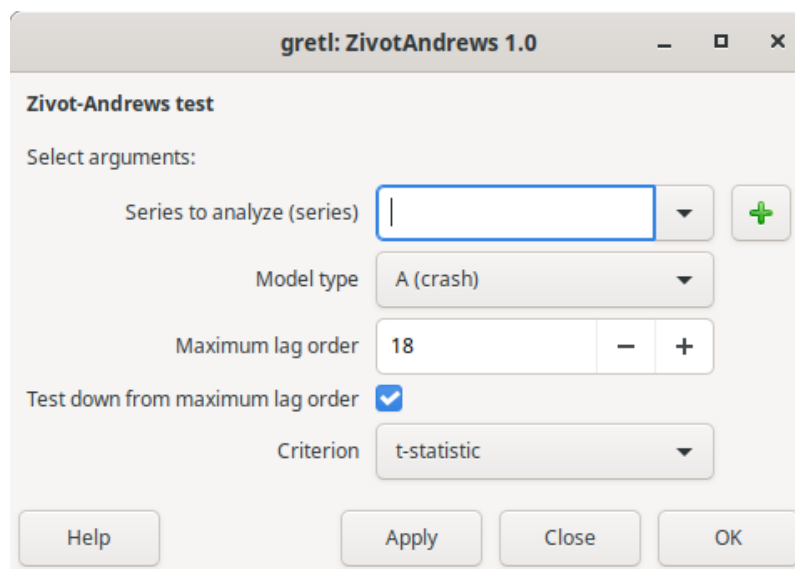 gretl: ZivotAndrews 1.0
Zivot-Andrews test
Select arguments:
Series to analyze (series)
Model type A (crash)
Maximum lag order 18
Test down from maximum lag order
Criterion t-statistic
Help Apply Close OK